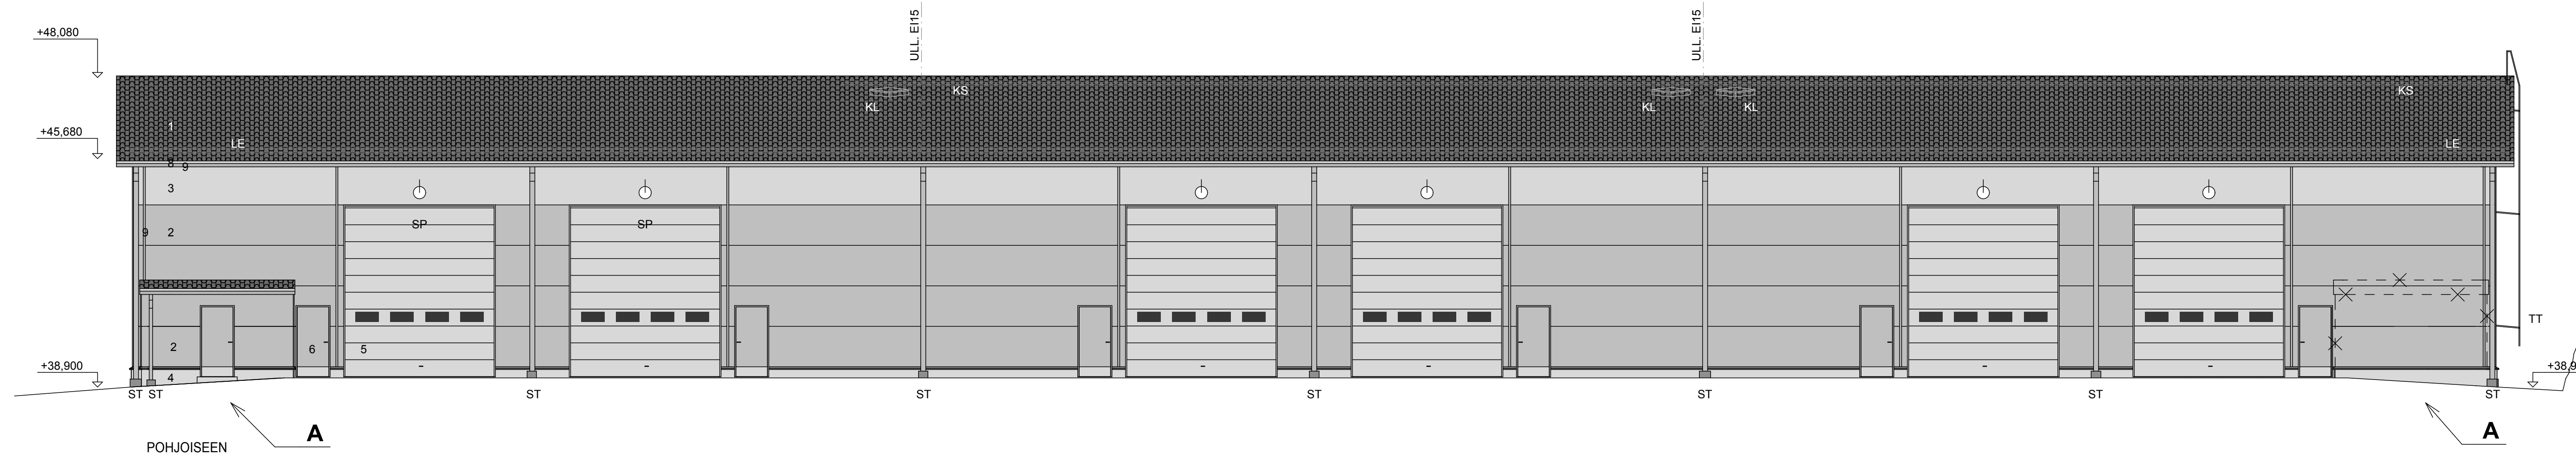 +48,080
ULL. EI15
ULL. EI15
KS
KS
KL
KL
KL
1
+45,680
LE
LE
8
9
3
SP
SP
9
2
TT
2
6
5
+38,900
4
+38,9
ST ST
ST
ST
ST
ST
ST
ST
A
A
POHJOISEEN